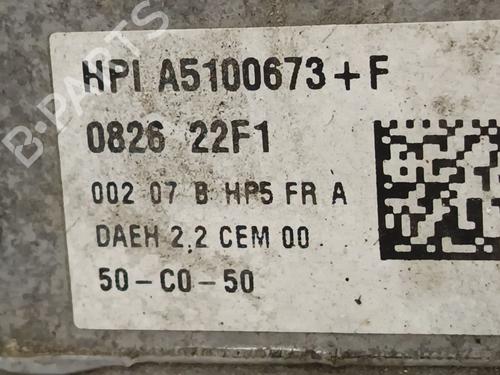 HPI A5100673+F
0826 22F1
002 07 B HP5 FR A
DAEH 2.2 CEM 00
50-C0-50
B-PARTS